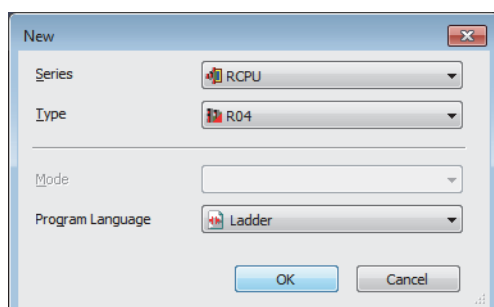 New
Series RCPU
Type R04
Mode
Program Language Ladder
OK Cancel